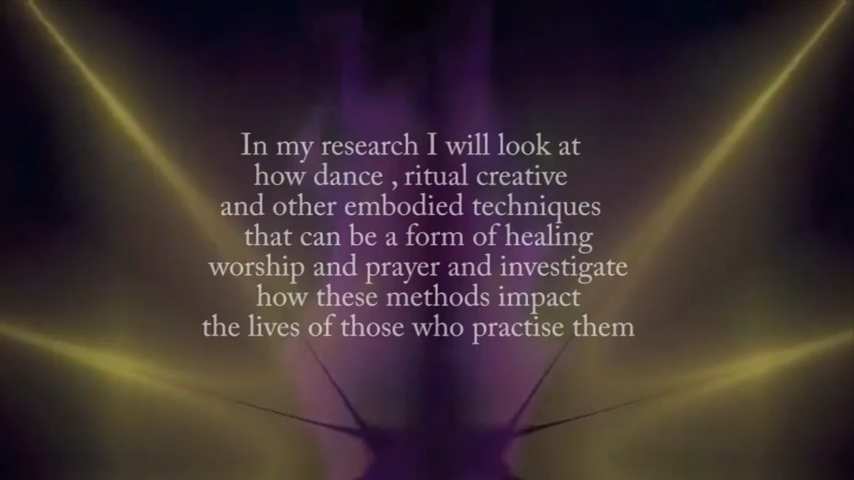 In my research I will look at
how dance , ritual creative
and other embodied techniques
that can be a form of healing
worship and prayer and investigate
how these methods impact
the lives of those who practise them